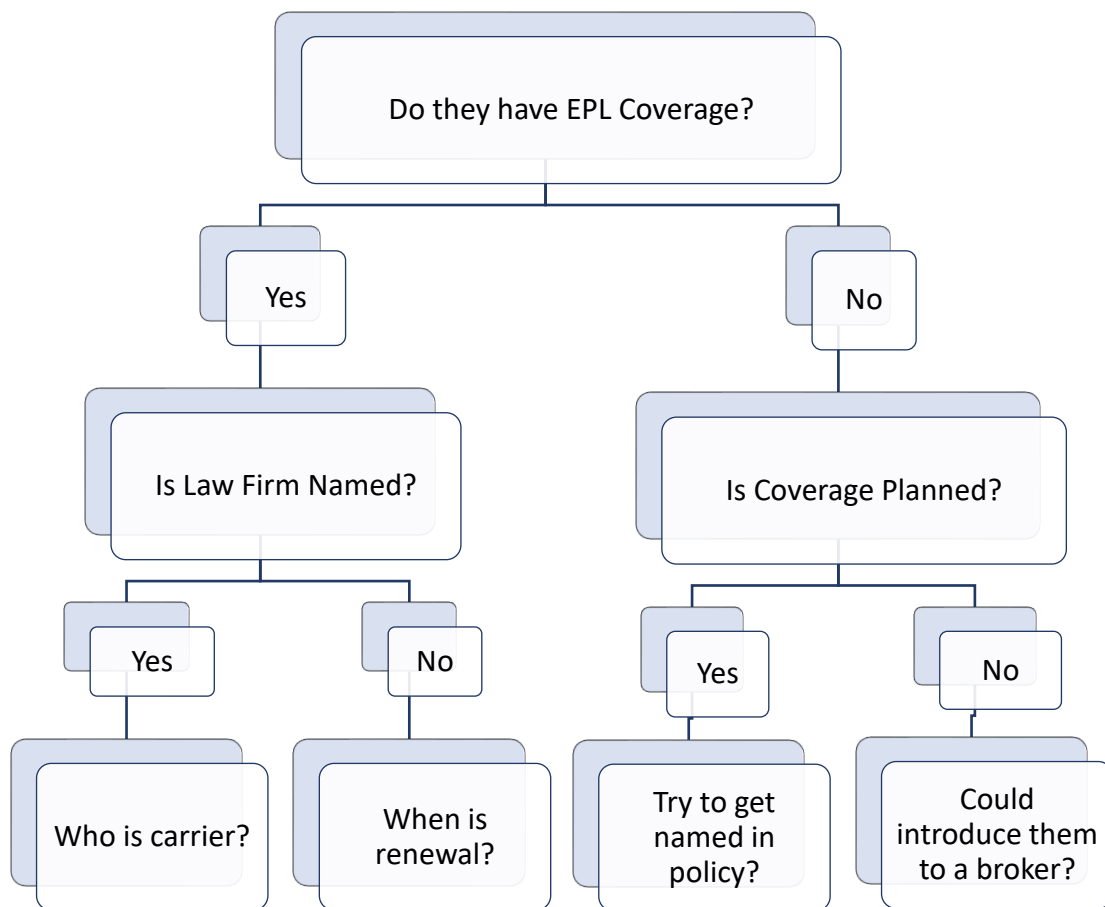 Do they have EPL Coverage?
Yes
No
Is Law Firm Named?
Is Coverage Planned?
Yes
No
Yes
No
Who is carrier?
When is
renewal?
Try to get
named in
policy?
Could
introduce them
to a broker?